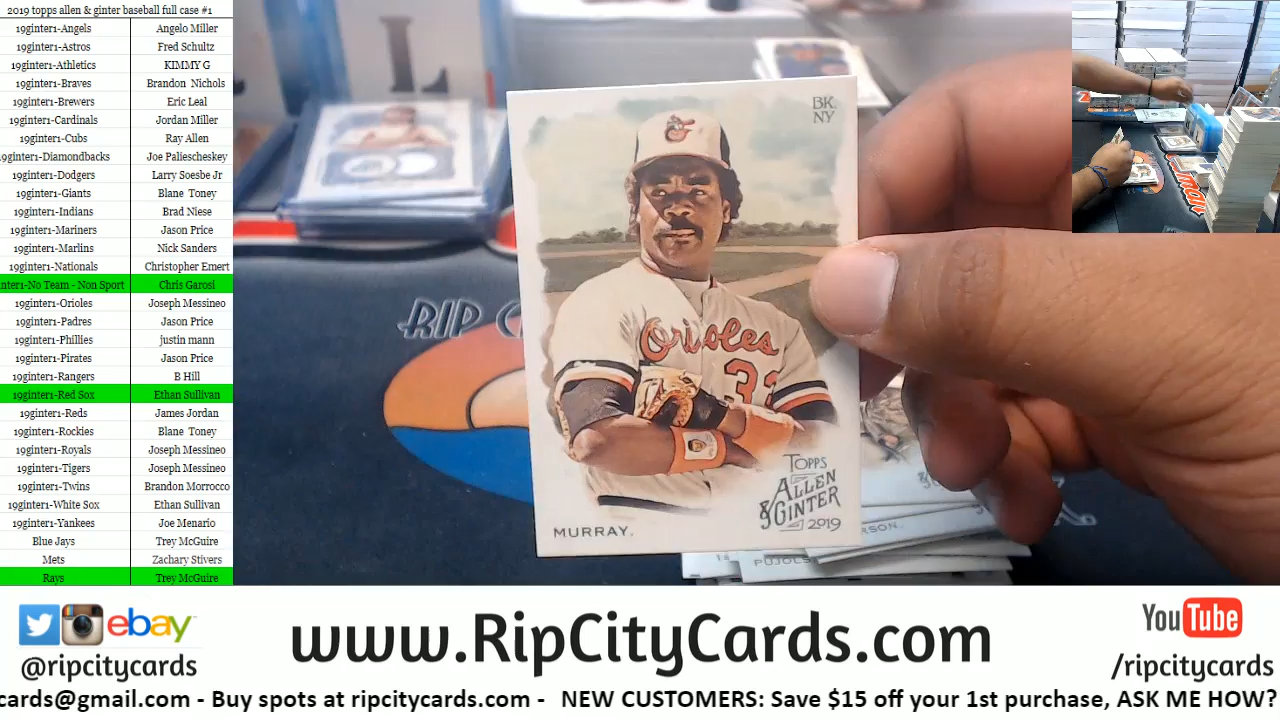 2019 topps allen & ginter baseball full case #1
19ginter1-Angels Angelo Miller
19ginter1-Astros Fred Schultz
19ginter1-Athletics KIMMY G
19ginter1-Braves Brandon Nichols
19ginter1-Brewers Eric Leal
19ginter1-Cardinals Jordan Miller
19ginter1-Cubs Ray Allen
9ginter1-Diamondbacks Joe Paliescheskey
19ginter1-Dodgers Larry Soesbe Jr
19ginter1-Giants Blane Toney
19ginter1-Indians Brad Niese
19ginter1-Mariners Jason Price
19ginter1-Marlins Nick Sanders
19ginter1-Nationals Christopher Emert
nter1-No Team - Non Sport Chris Garosi
19ginter1-Orioles Joseph Messineo
19ginter1-Padres Jason Price
19ginter1-Phillies justin mann
19ginter1-Pirates Jason Price
19ginter1-Rangers B Hill
19ginter1-Red Sox Ethan Sullivan
19ginter1-Reds James Jordan
19ginter1-Rockies Blane Toney
19ginter1-Royals Joseph Messineo
19ginter1-Tigers Joseph Messineo
19ginter1-Twins Brandon Morrocco
19ginter1-White Sox Ethan Sullivan
19ginter1-Yankees Joe Menario
Blue Jays Trey McGuire
Mets Zachary Stivers
Rays Trey McGuire
BK.
NY
RIP C
Orioles
33
TOPPS
ALLEN
& GINTER
2019
MURRAY.
RSON.
PUJOLS
ebay
@ripcitycards
www.RipCityCards.com
YouTube
/ripcitycards
cards@gmail.com - Buy spots at ripcitycards.com - NEW CUSTOMERS: Save $15 off your 1st purchase, ASK ME HOW?